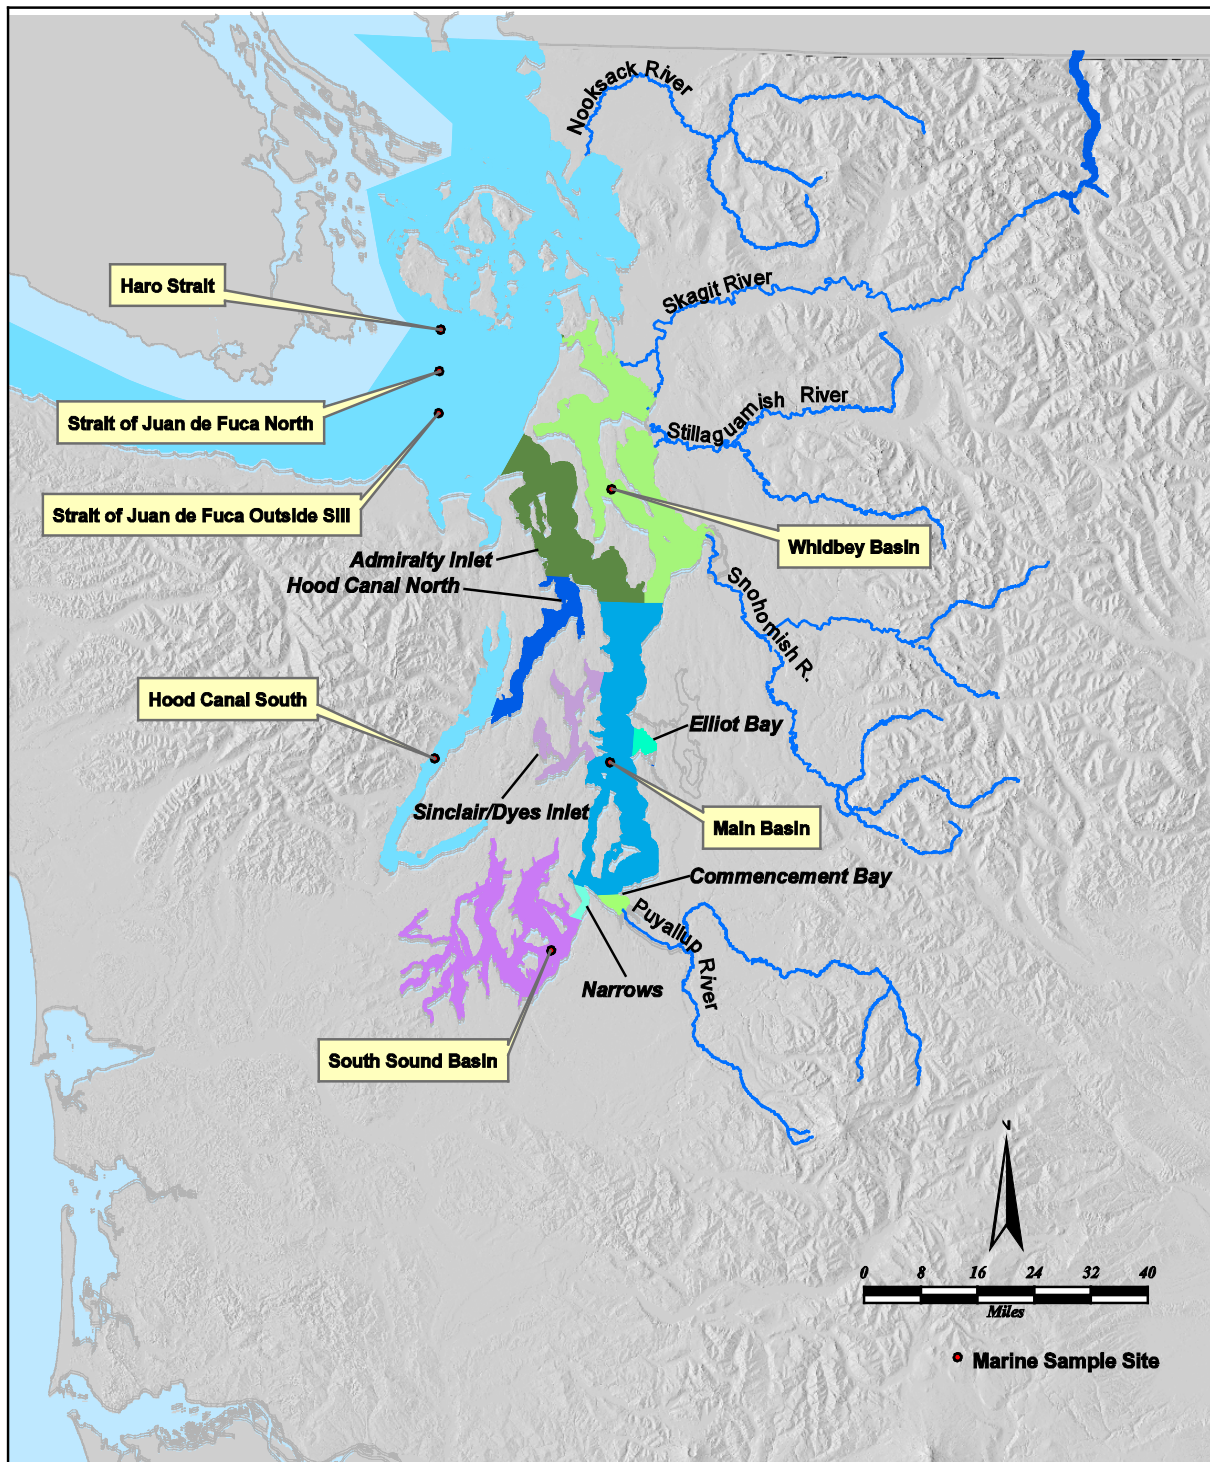 Nooksack River
Haro Strait
Skagit River
Strait of Juan de Fuca North
Stillaguamish River
Strait of Juan de Fuca Outside Sill
Whidbey Basin
Admiralty Inlet
Hood Canal North
Snohomish R.
Hood Canal South
Elliot Bay
Sinclair/Dyes Inlet
Main Basin
Commencement Bay
Puyallup River
Narrows
South Sound Basin
N
0 8 16 24 32 40
Miles
Marine Sample Site